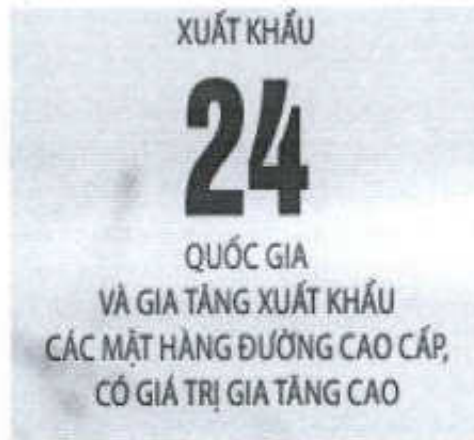 XUẤT KHẨU
24
QUỐC GIA
VÀ GIA TĂNG XUẤT KHẨU
CÁC MẶT HÀNG ĐƯỜNG CAO CẤP,
CÓ GIÁ TRỊ GIA TĂNG CAO